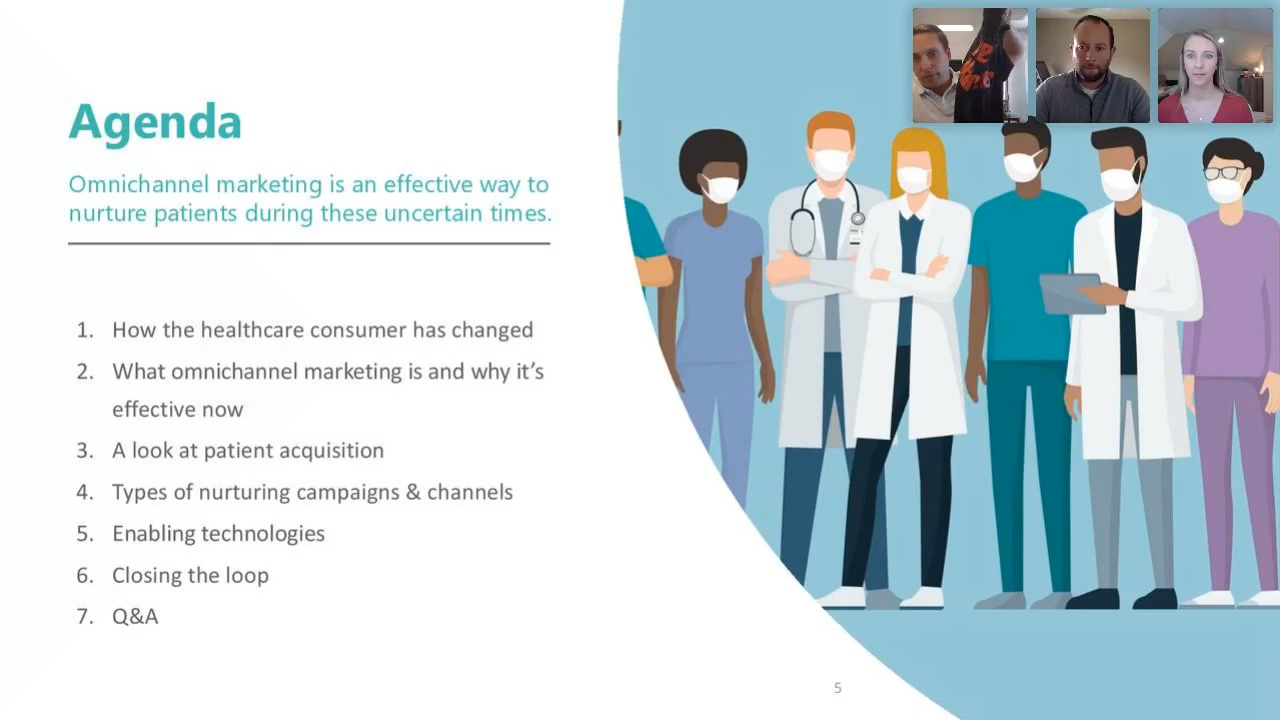 Agenda
Omnichannel marketing is an effective way to
nurture patients during these uncertain times.
1. How the healthcare consumer has changed
2. What omnichannel marketing is and why it’s
effective now
3. A look at patient acquisition
4. Types of nurturing campaigns & channels
5. Enabling technologies
6. Closing the loop
7. Q&A
5